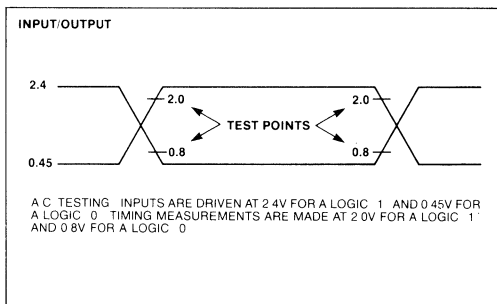 INPUT/OUTPUT
2.4
2.0
2.0
TEST POINTS
0.8
0.8
0.45
A C TESTING INPUTS ARE DRIVEN AT 2 4V FOR A LOGIC 1 AND 0 45V FOR
A LOGIC 0 TIMING MEASUREMENTS ARE MADE AT 2 0V FOR A LOGIC 1'
AND 0 8V FOR A LOGIC 0